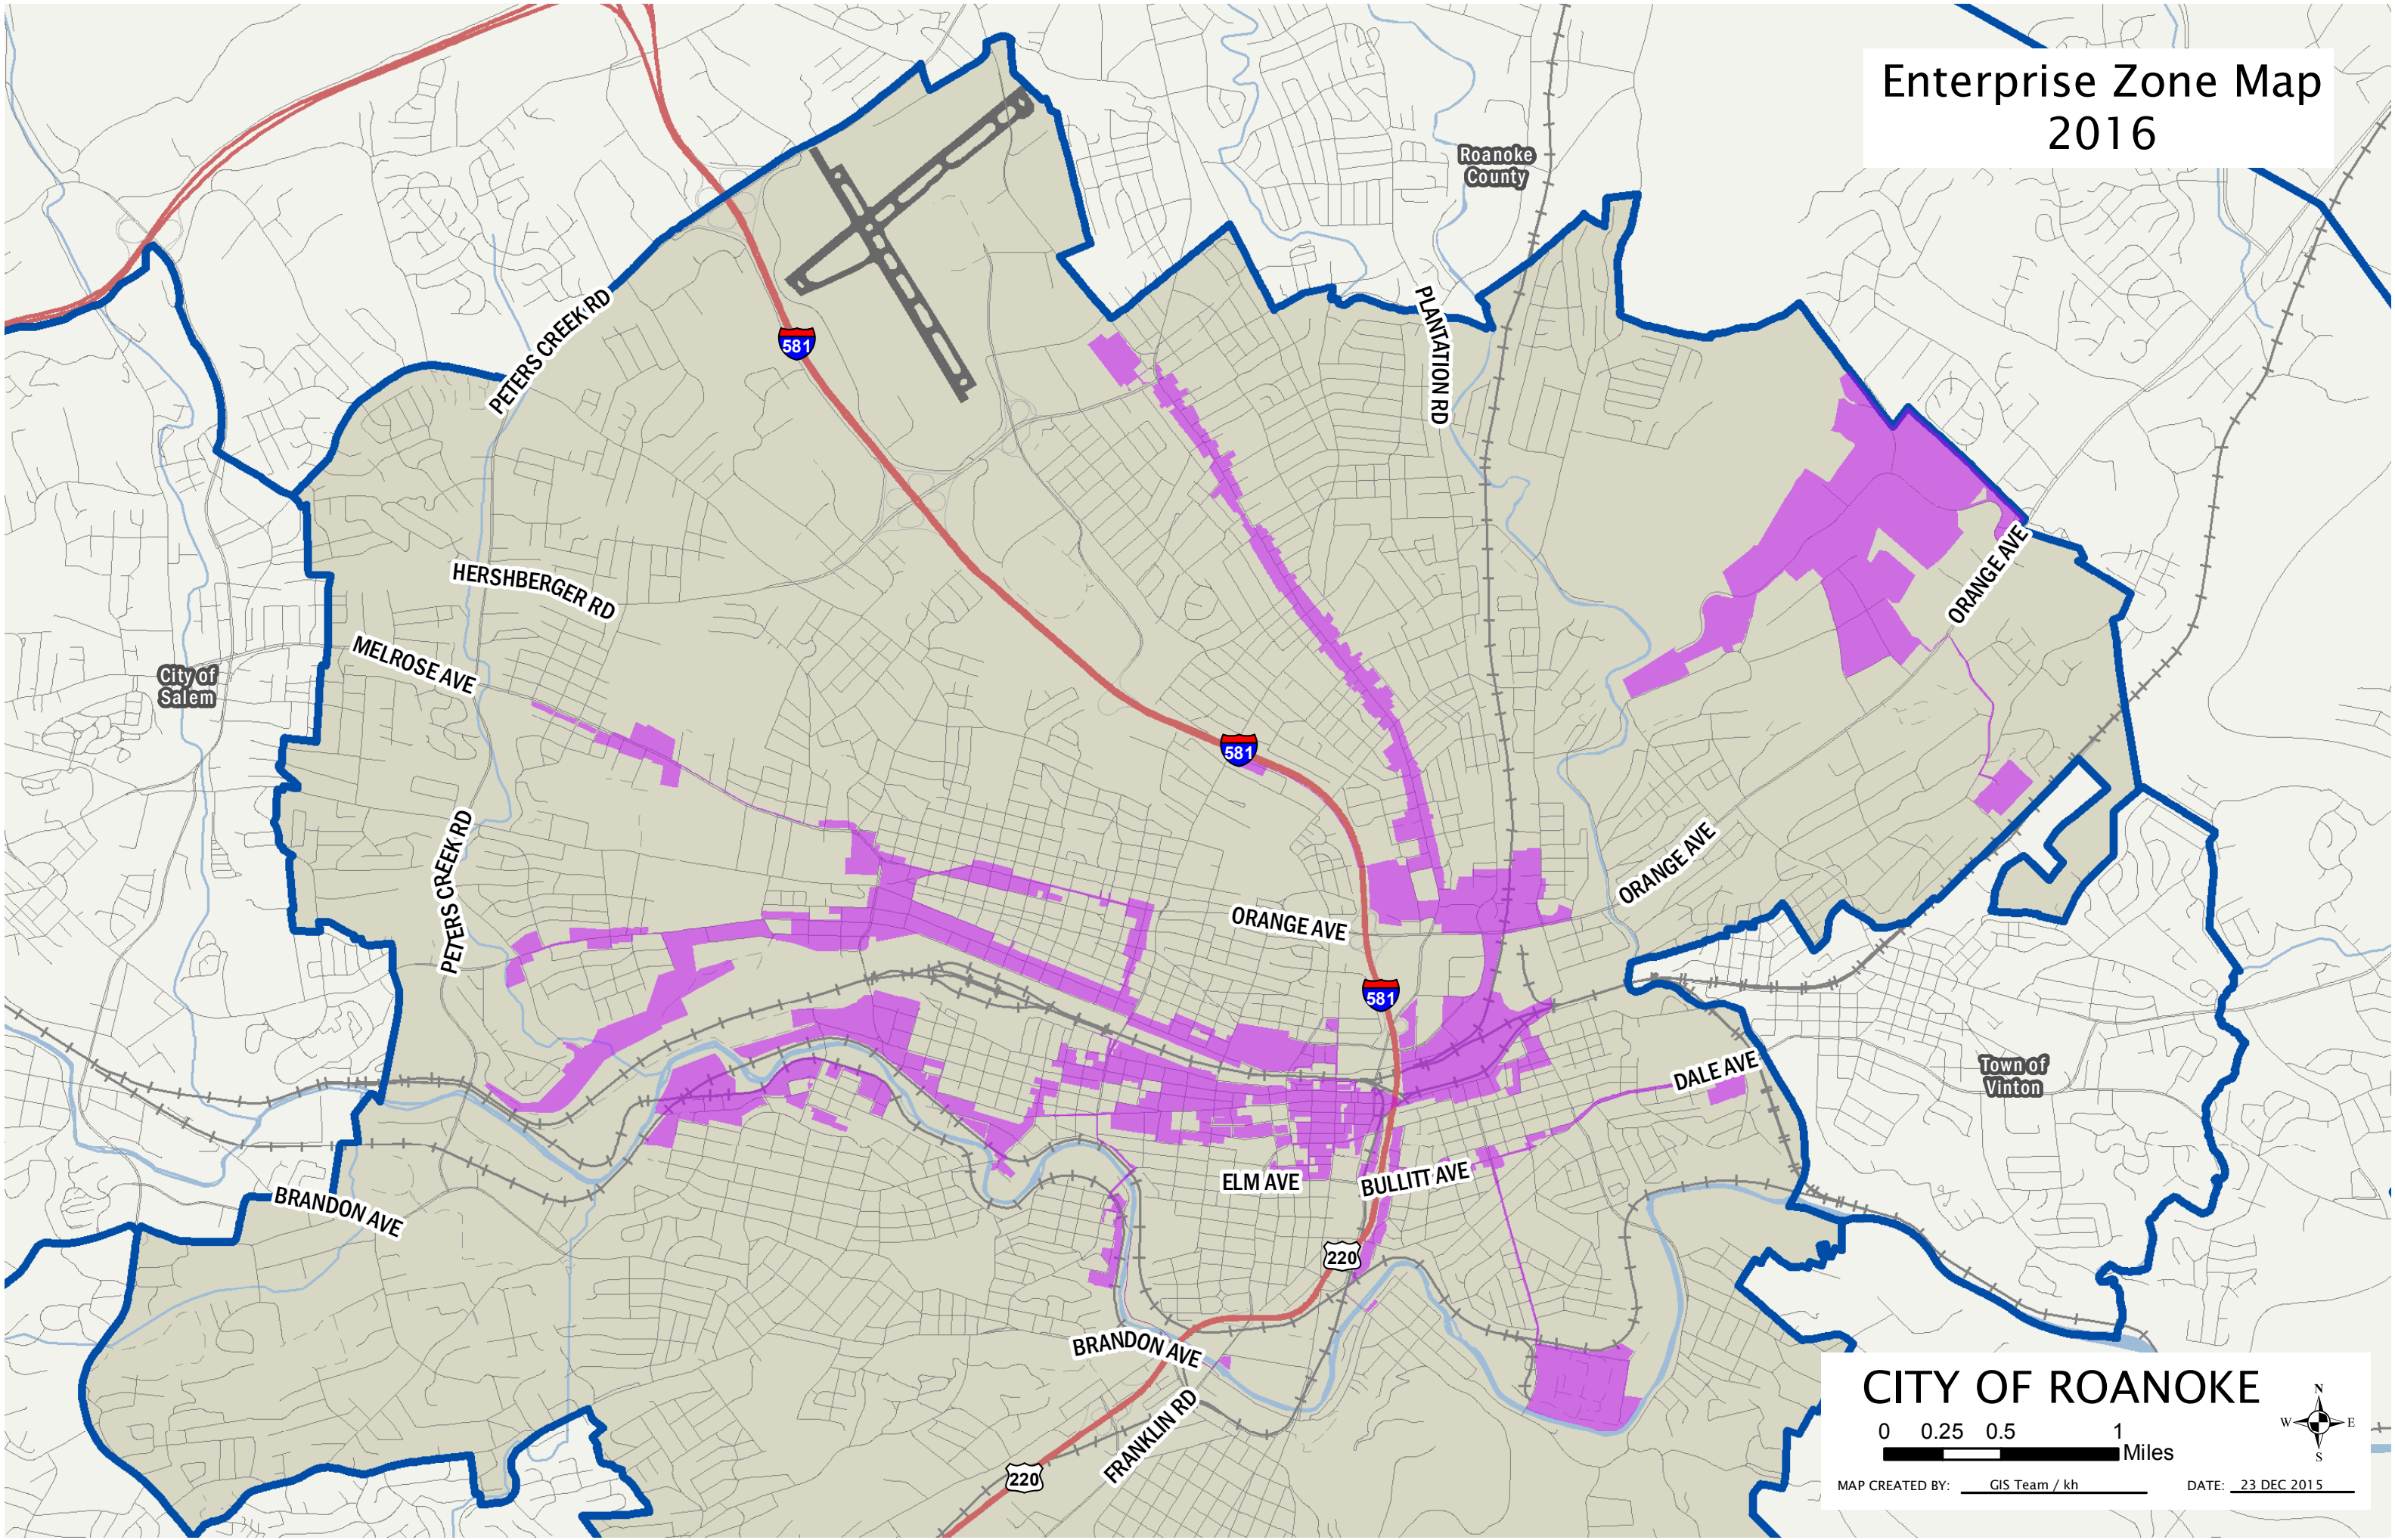 Enterprise Zone Map
2016
Roanoke
County
PETERS CREEK RD
581
PLANTATION RD
HERSHBERGER RD
ORANGE AVE
MELROSE AVE
City of
Salem
581
PETERS CREEK RD
ORANGE AVE
ORANGE AVE
581
DALE AVE
Town of
Vinton
ELM AVE
BULLITT AVE
BRANDON AVE
220
BRANDON AVE
FRANKLIN RD
220
CITY OF ROANOKE
0 0.25 0.5 1
Miles
N
W E
S
MAP CREATED BY: GIS Team / kh DATE: 23 DEC 2015